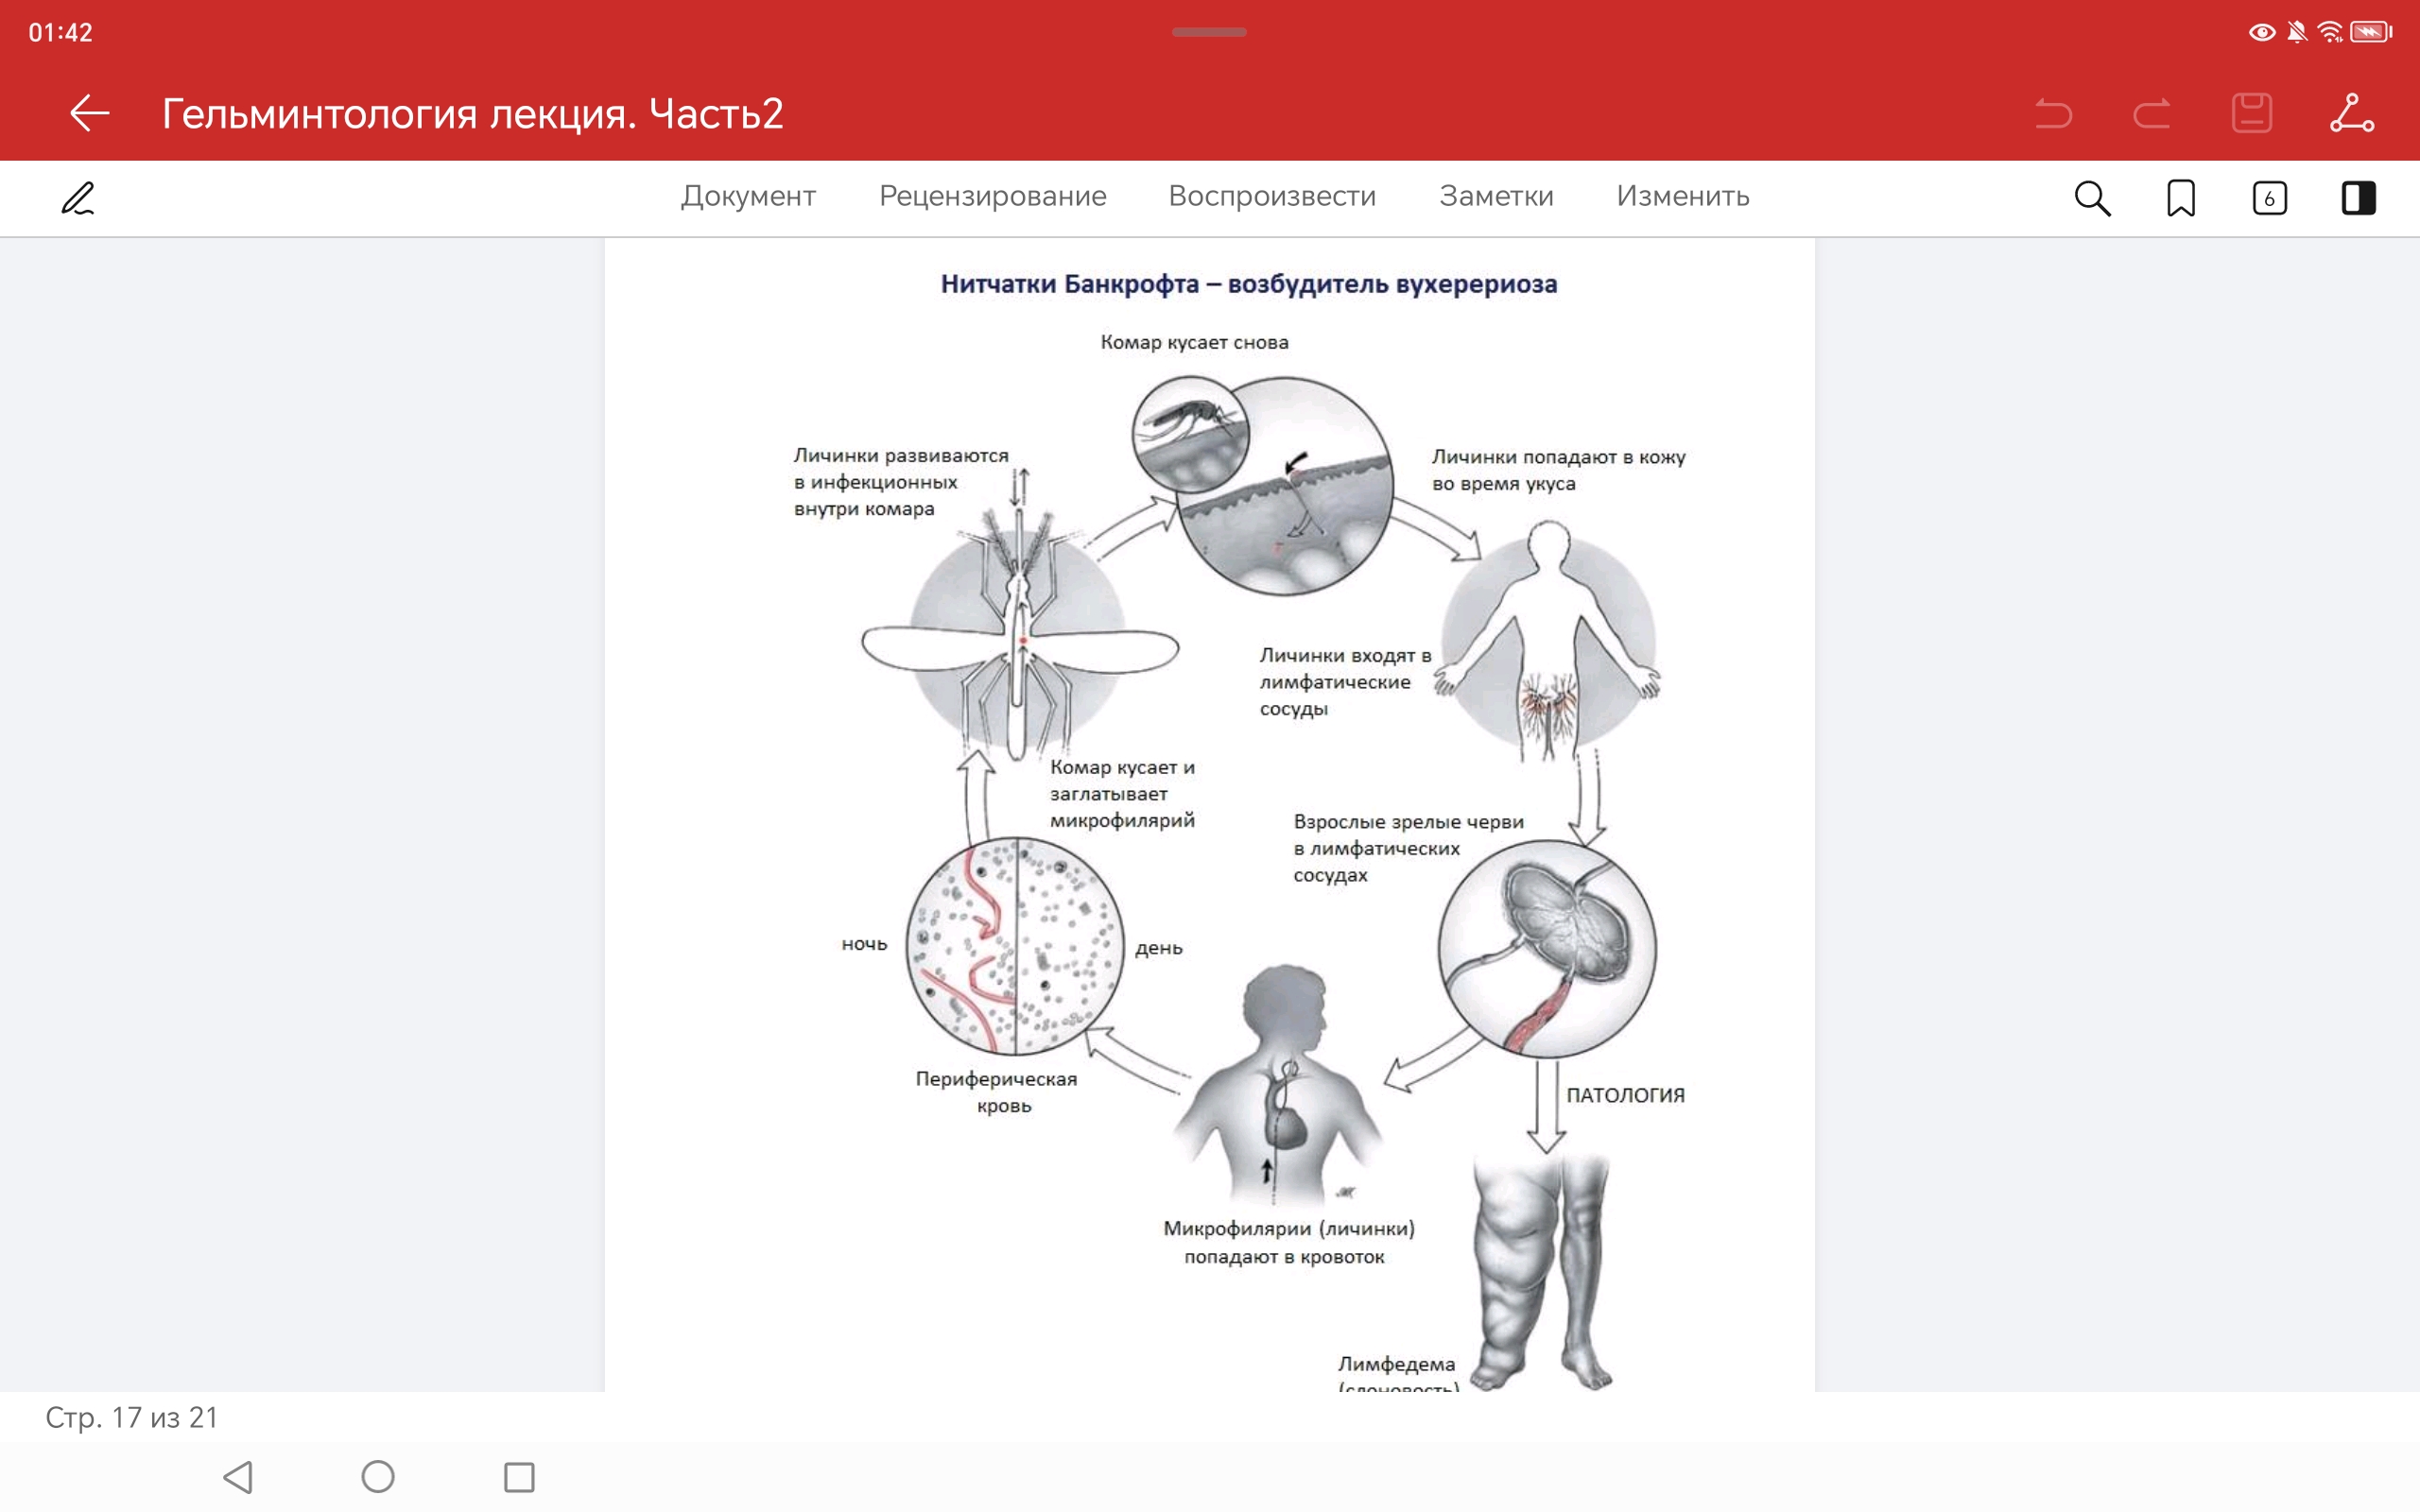 01:42
Гельминтология лекция. Часть2
Документ Рецензирование Воспроизвести Заметки Изменить
6
Нитчатки Банкрофта – возбудитель вухерериоза
Комар кусает снова
Личинки развиваются
в инфекционных
внутри комара
Личинки попадают в кожу
во время укуса
Личинки входят в
лимфатические
сосуды
Комар кусает и
заглатывает
микрофилярий
Взрослые зрелые черви
в лимфатических
сосудах
ночь
день
Периферическая
кровь
ПАТОЛОГИЯ
Микрофилярии (личинки)
попадают в кровоток
Лимфедема
(слоновость)
Стр. 17 из 21